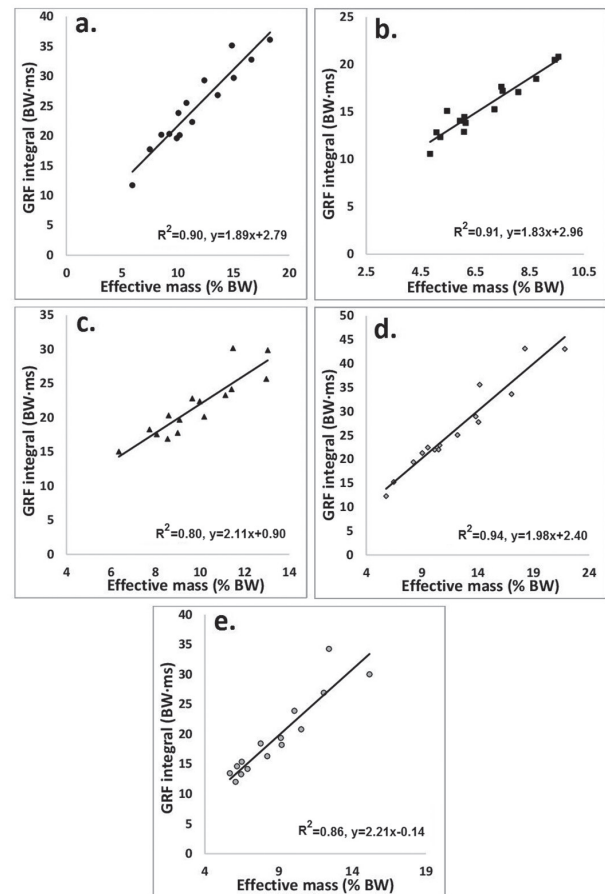 a.
GRF integral (BW·ms)
40
35
30
25
20
15
10
5
0
R²=0.90, y=1.89x+2.79
0 5 10 15 20
Effective mass (% BW)
b.
GRF integral (BW·ms)
25
20
15
10
5
0
R²=0.91, y=1.83x+2.96
2.5 4.5 6.5 8.5 10.5
Effective mass (% BW)
c.
GRF integral (BW·ms)
35
30
25
20
15
10
5
0
R²=0.80, y=2.11x+0.90
4 6 8 10 12 14
Effective mass (% BW)
d.
GRF integral (BW·ms)
50
45
40
35
30
25
20
15
10
5
0
R²=0.94, y=1.98x+2.40
4 9 14 19 24
Effective mass (% BW)
e.
GRF integral (BW·ms)
40
35
30
25
20
15
10
5
0
R²=0.86, y=2.21x-0.14
4 9 14 19
Effective mass (% BW)